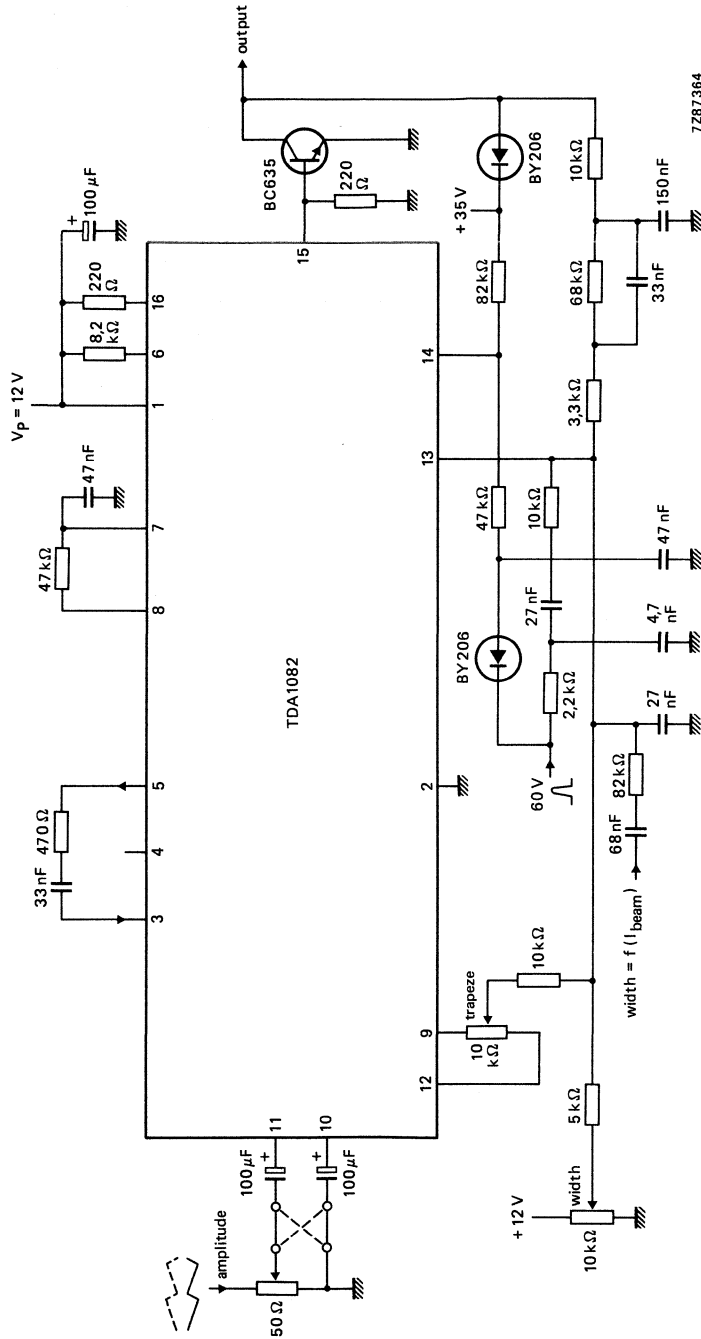 V_P = 12 V
8,2 kΩ
220 Ω
+ 100 μF
33 nF
470 Ω
47 kΩ
47 nF
3
4
5
8
7
1
6
16
TDA1082
15
BC635
220 Ω
output
amplitude
50 Ω
100 μF +
100 μF +
11
10
12
9
2
13
14
trapeze
10 kΩ
10 kΩ
+12 V
width
10 kΩ
5 kΩ
width = f (I_beam)
68 nF
82 kΩ
27 nF
60 V
2,2 kΩ
4,7 nF
27 nF
BY206
47 nF
47 kΩ
10 kΩ
82 kΩ
+35 V
BY206
3,3 kΩ
68 kΩ
33 nF
10 kΩ
150 nF
7Z87364